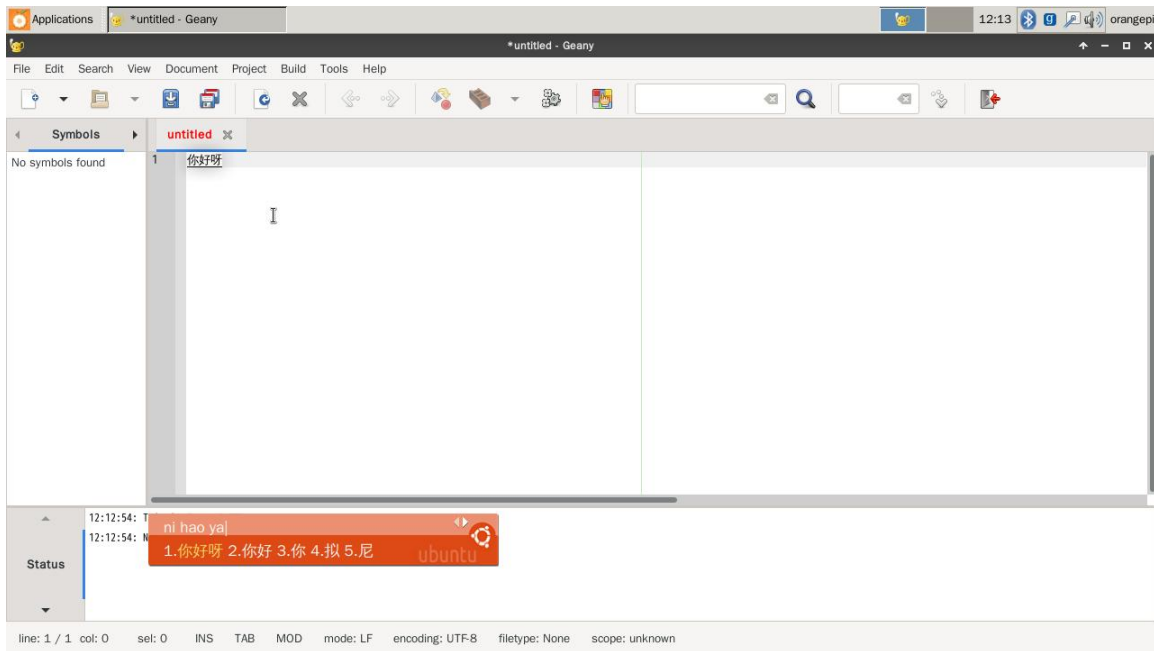 Applications *untitled - Geany 12:13 orangepi
*untitled - Geany
File Edit Search View Document Project Build Tools Help
Symbols untitled
No symbols found 1 你好呀
12:12:54: T
12:12:54: N
ni hao ya
1.你好呀 2.你好 3.你 4.拟 5.尼
ubuntu
Status
line: 1 / 1 col: 0 sel: 0 INS TAB MOD mode: LF encoding: UTF-8 filetype: None scope: unknown